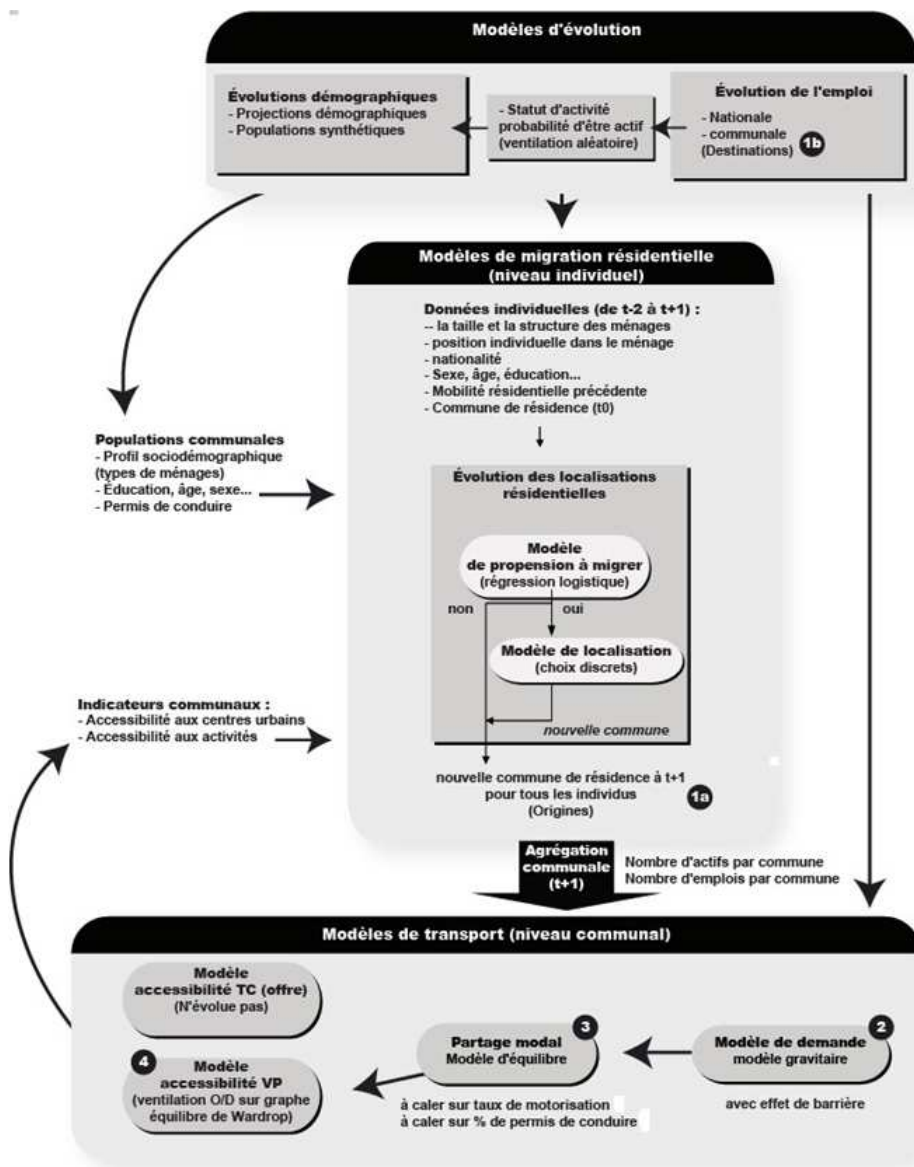 Modèles d'évolution
Évolutions démographiques
- Projections démographiques
- Populations synthétiques
- Statut d'activité
probabilité d'être actif
(ventilation aléatoire)
Évolution de l'emploi
- Nationale
- communale
(Destinations)
1b
Modèles de migration résidentielle
(niveau individuel)
Données individuelles (de t-2 à t+1) :
-- la taille et la structure des ménages
- position individuelle dans le ménage
- nationalité
- Sexe, âge, éducation...
- Mobilité résidentielle précédente
- Commune de résidence (t0)
Populations communales
- Profil sociodémographique
(types de ménages)
- Éducation, âge, sexe...
- Permis de conduire
Évolution des localisations
résidentielles
Modèle
de propension à migrer
(régression logistique)
non
oui
Modèle de localisation
(choix discrets)
nouvelle commune
Indicateurs communaux :
- Accessibilité aux centres urbains
- Accessibilité aux activités
nouvelle commune de résidence à t+1
pour tous les individus
(Origines)
1a
Agrégation
communale
(t+1)
Nombre d'actifs par commune
Nombre d'emplois par commune
Modèles de transport (niveau communal)
Modèle
accessibilité TC (offre)
(N'évolue pas)
4
Modèle
accessibilité VP
(ventilation O/D sur graphe
équilibre de Wardrop)
3
Partage modal
Modèle d'équilibre
à caler sur taux de motorisation
à caler sur % de permis de conduire
2
Modèle de demande
modèle gravitaire
avec effet de barrière